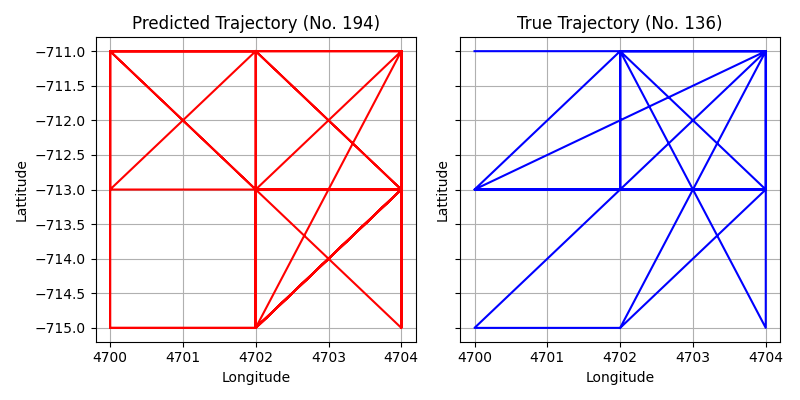 Predicted Trajectory (No. 194)
−711.0
−711.5
−712.0
−712.5
−713.0
−713.5
−714.0
−714.5
−715.0
Lattitude
4700 4701 4702 4703 4704
Longitude
True Trajectory (No. 136)
Lattitude
4700 4701 4702 4703 4704
Longitude